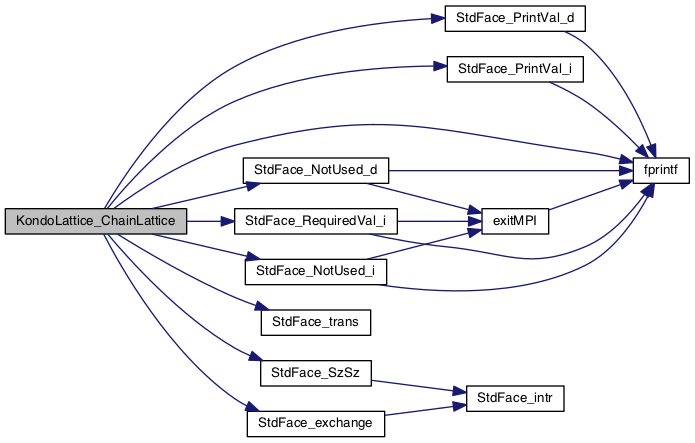 StdFace_PrintVal_d
StdFace_PrintVal_i
StdFace_NotUsed_d
fprintf
KondoLattice_ChainLattice
StdFace_RequiredVal_i
exitMPI
StdFace_NotUsed_i
StdFace_trans
StdFace_SzSz
StdFace_intr
StdFace_exchange